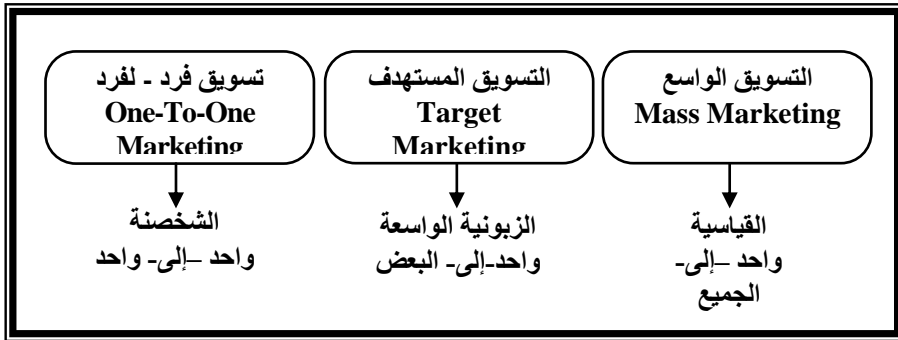 التسويق الواسع
Mass Marketing
القياسية
واحد –إلى-
الجميع
التسويق المستهدف
Target
Marketing
الزبونية الواسعة
واحد-إلى- البعض
تسويق فرد - لفرد
One-To-One
Marketing
الشخصنة
واحد –إلى- واحد